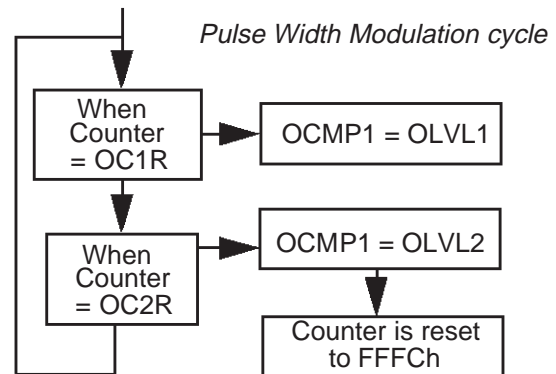 Pulse Width Modulation cycle
When
Counter
= OC1R
OCMP1 = OLVL1
When
Counter
= OC2R
OCMP1 = OLVL2
Counter is reset
to FFFCh